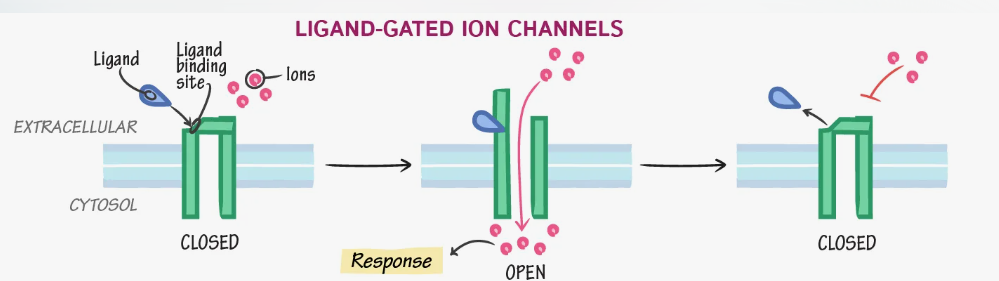 LIGAND-GATED ION CHANNELS
Ligand
Ligand
binding
site
Ions
EXTRACELLULAR
CYTOSOL
CLOSED
Response
OPEN
CLOSED